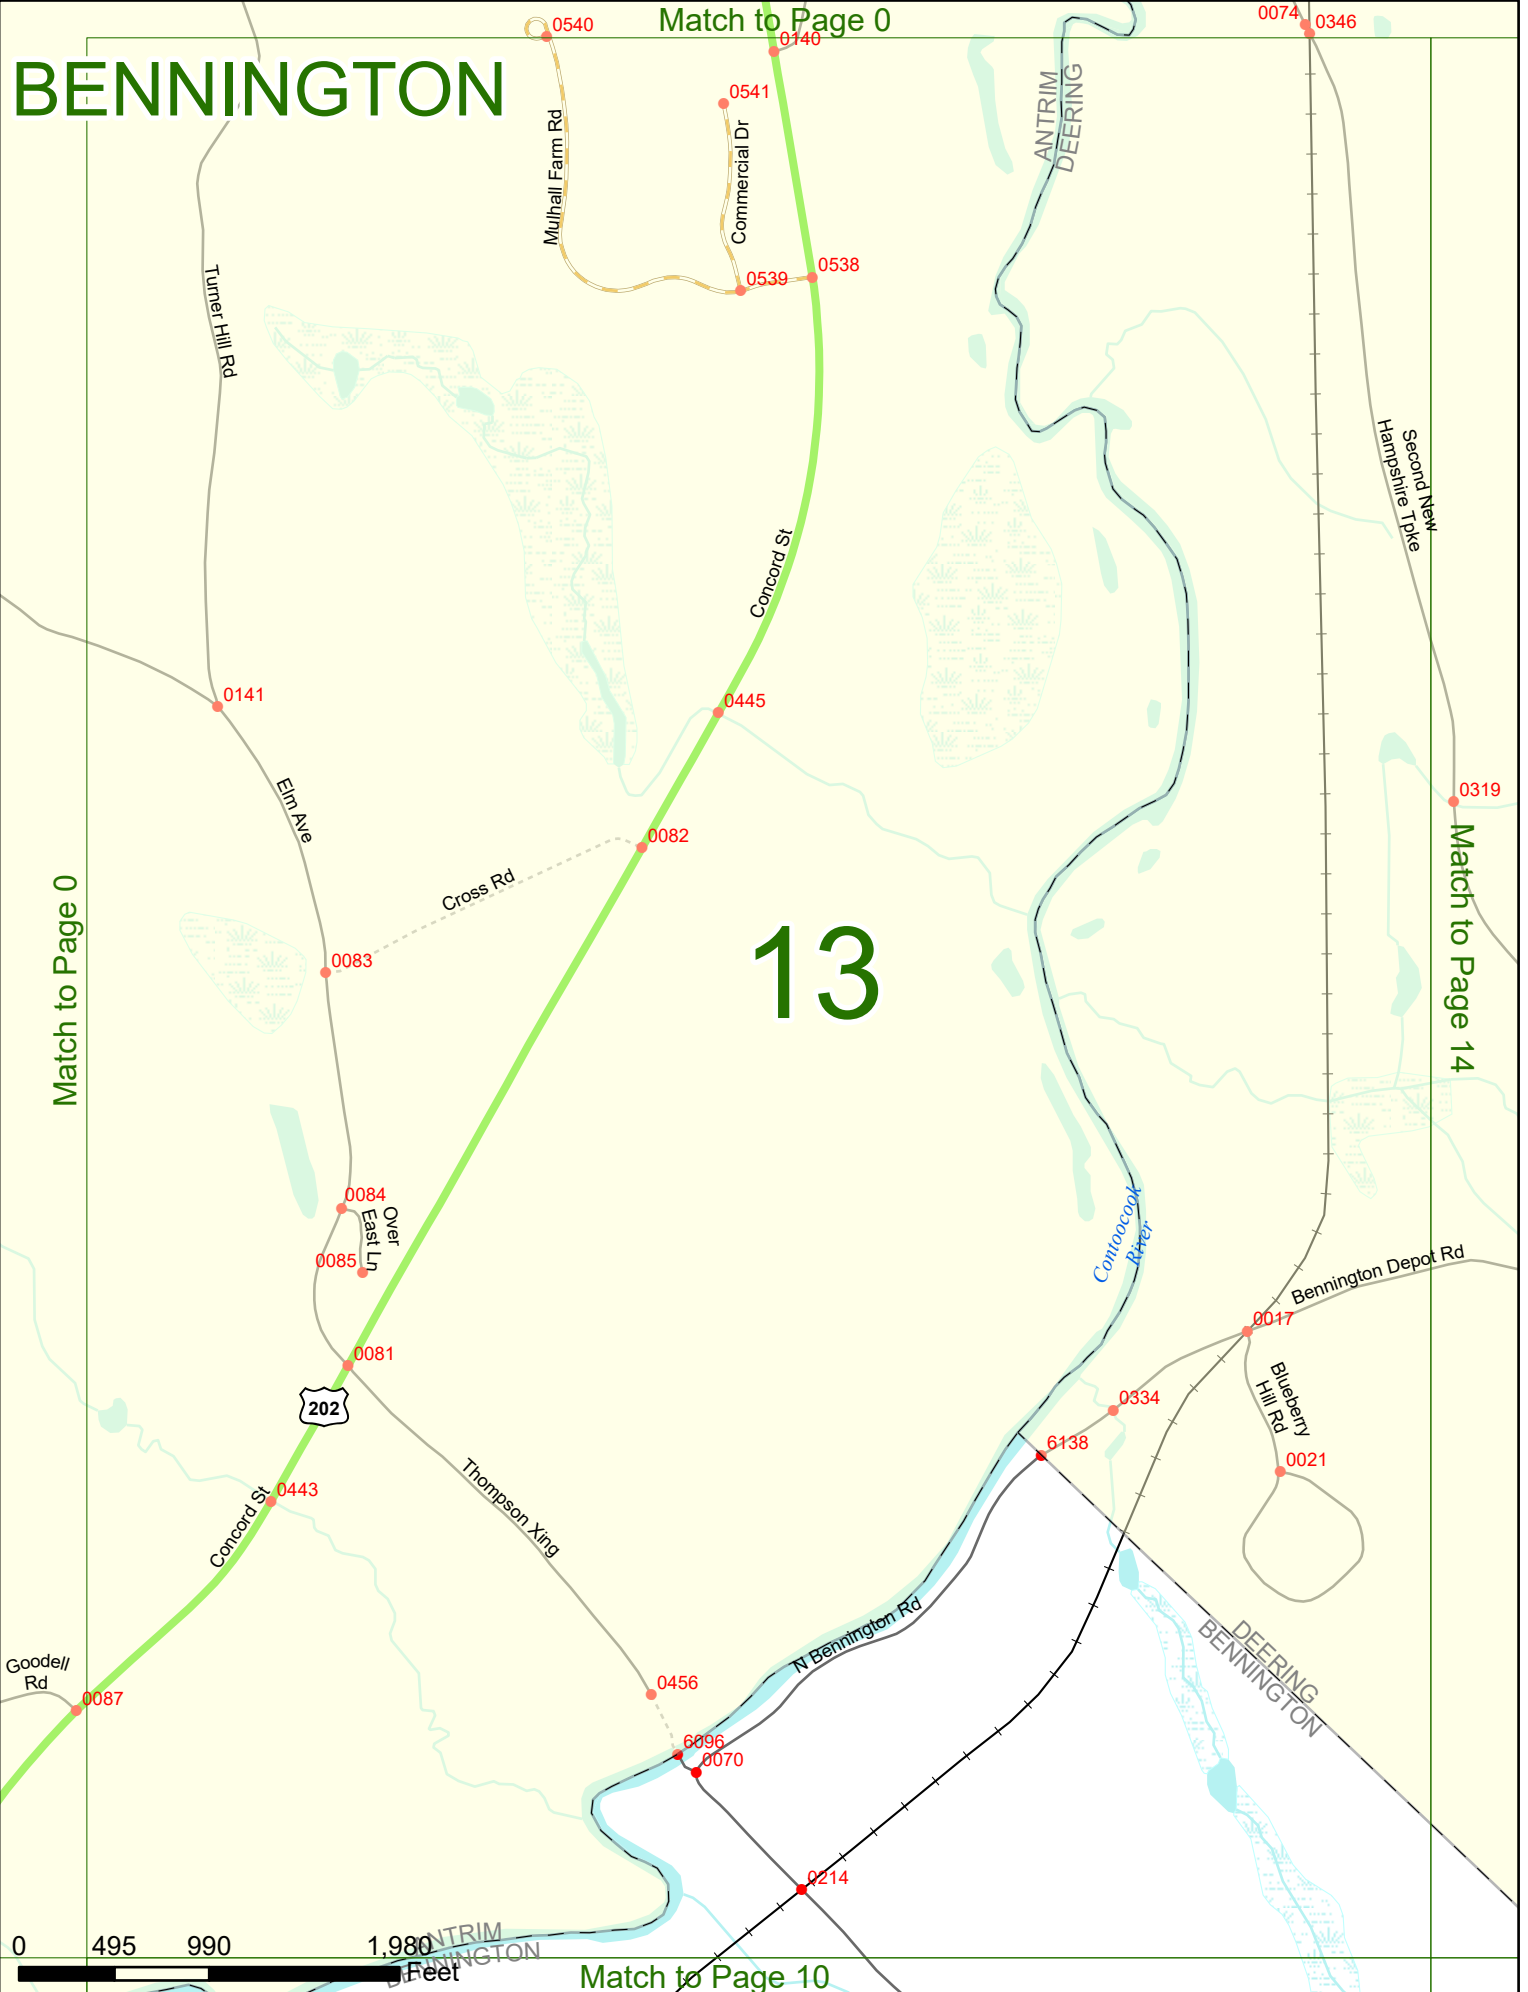 Match to Page 0
BENNINGTON
0540
0140
0541
0074
0346
ANTRIM
DEERING
Mulhall Farm Rd
Commercial Dr
0539
0538
Turner Hill Rd
Second New
Hampshire Tpke
Concord St
0141
0445
0319
Elm Ave
0082
Cross Rd
0083
13
Match to Page 0
Match to Page 14
0084
Over
East Ln
0085
Contoocook
River
Bennington Depot Rd
0017
0081
202
Blueberry
Hill Rd
0334
6138
0021
0443
Concord St
Thompson Xing
N Bennington Rd
DEERING
BENNINGTON
Goodell
Rd
0087
0456
6096
0070
0214
ANTRIM
BENNINGTON
0 495 990 1,980
Feet
Match to Page 10